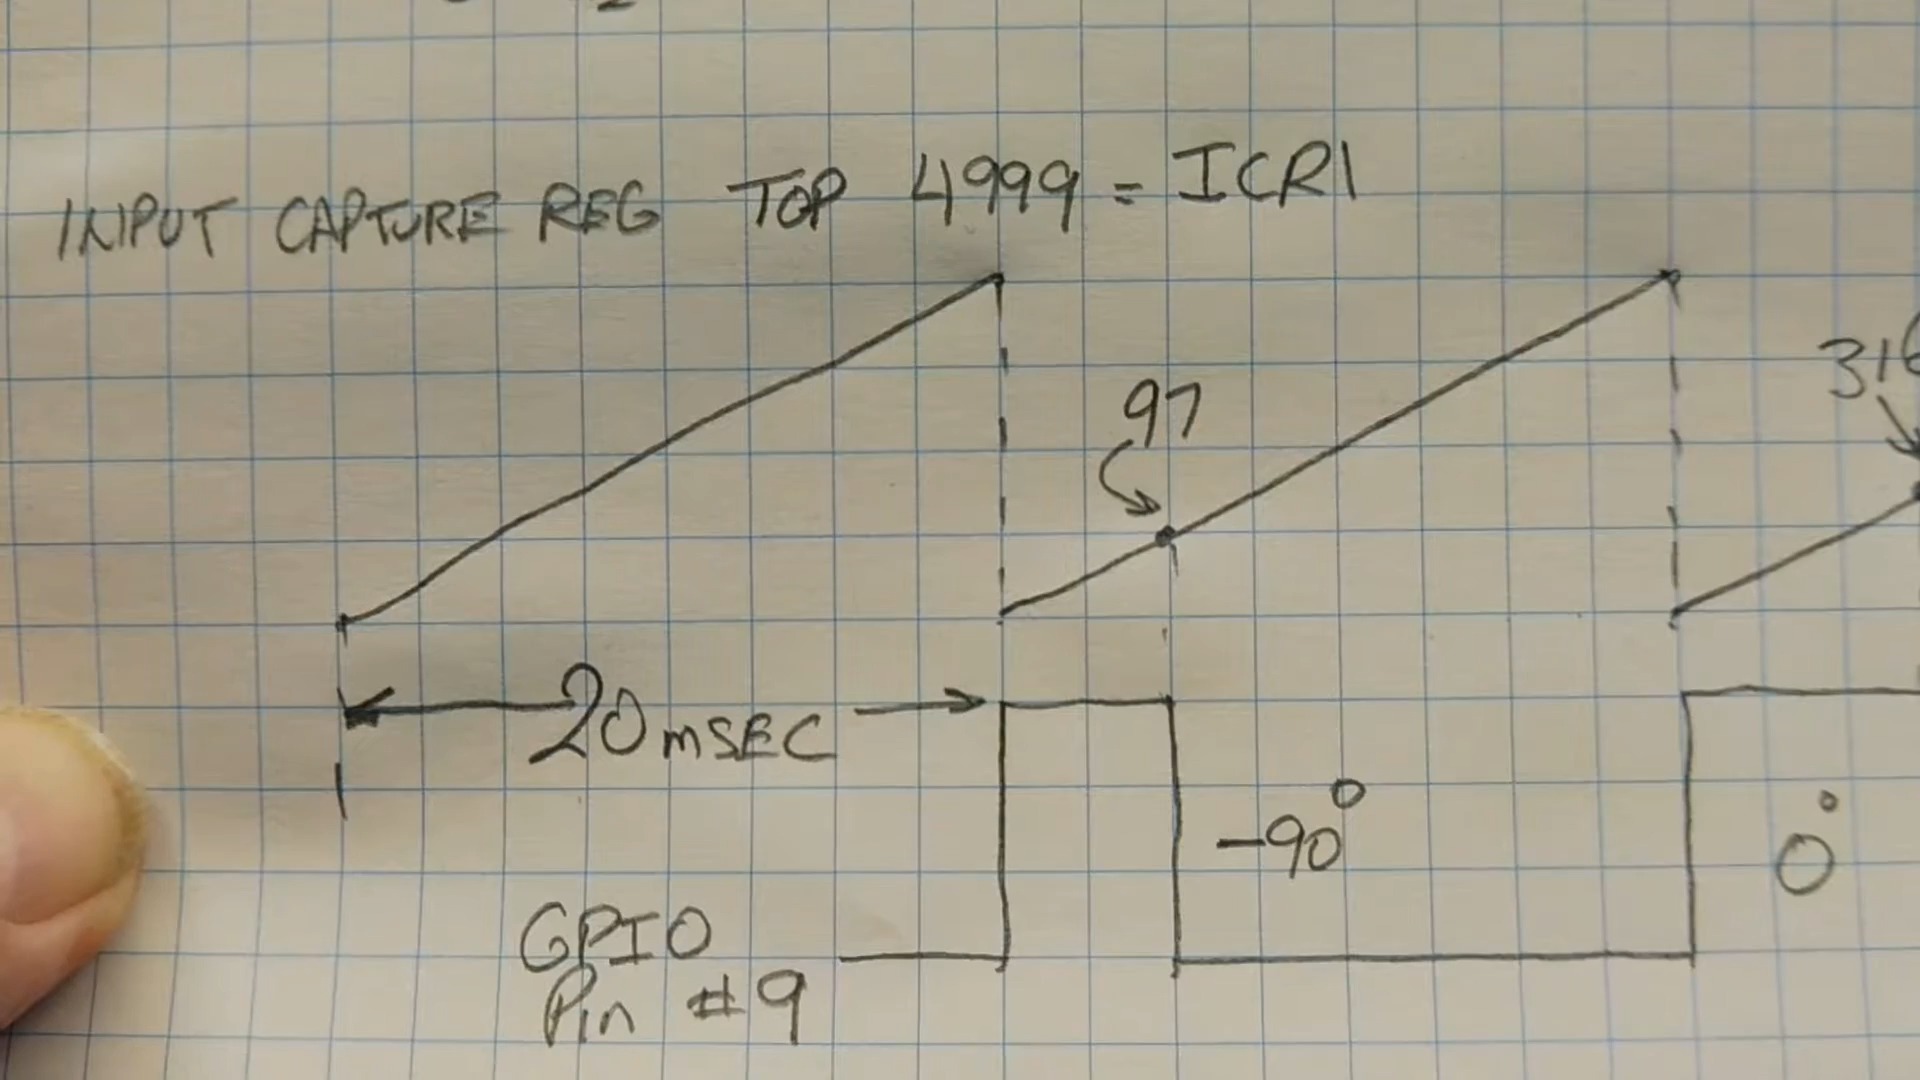 INPUT CAPTURE REG TOP 4999 = ICR1
97
20 mSEC
-90°
0°
GPIO
Pin #9